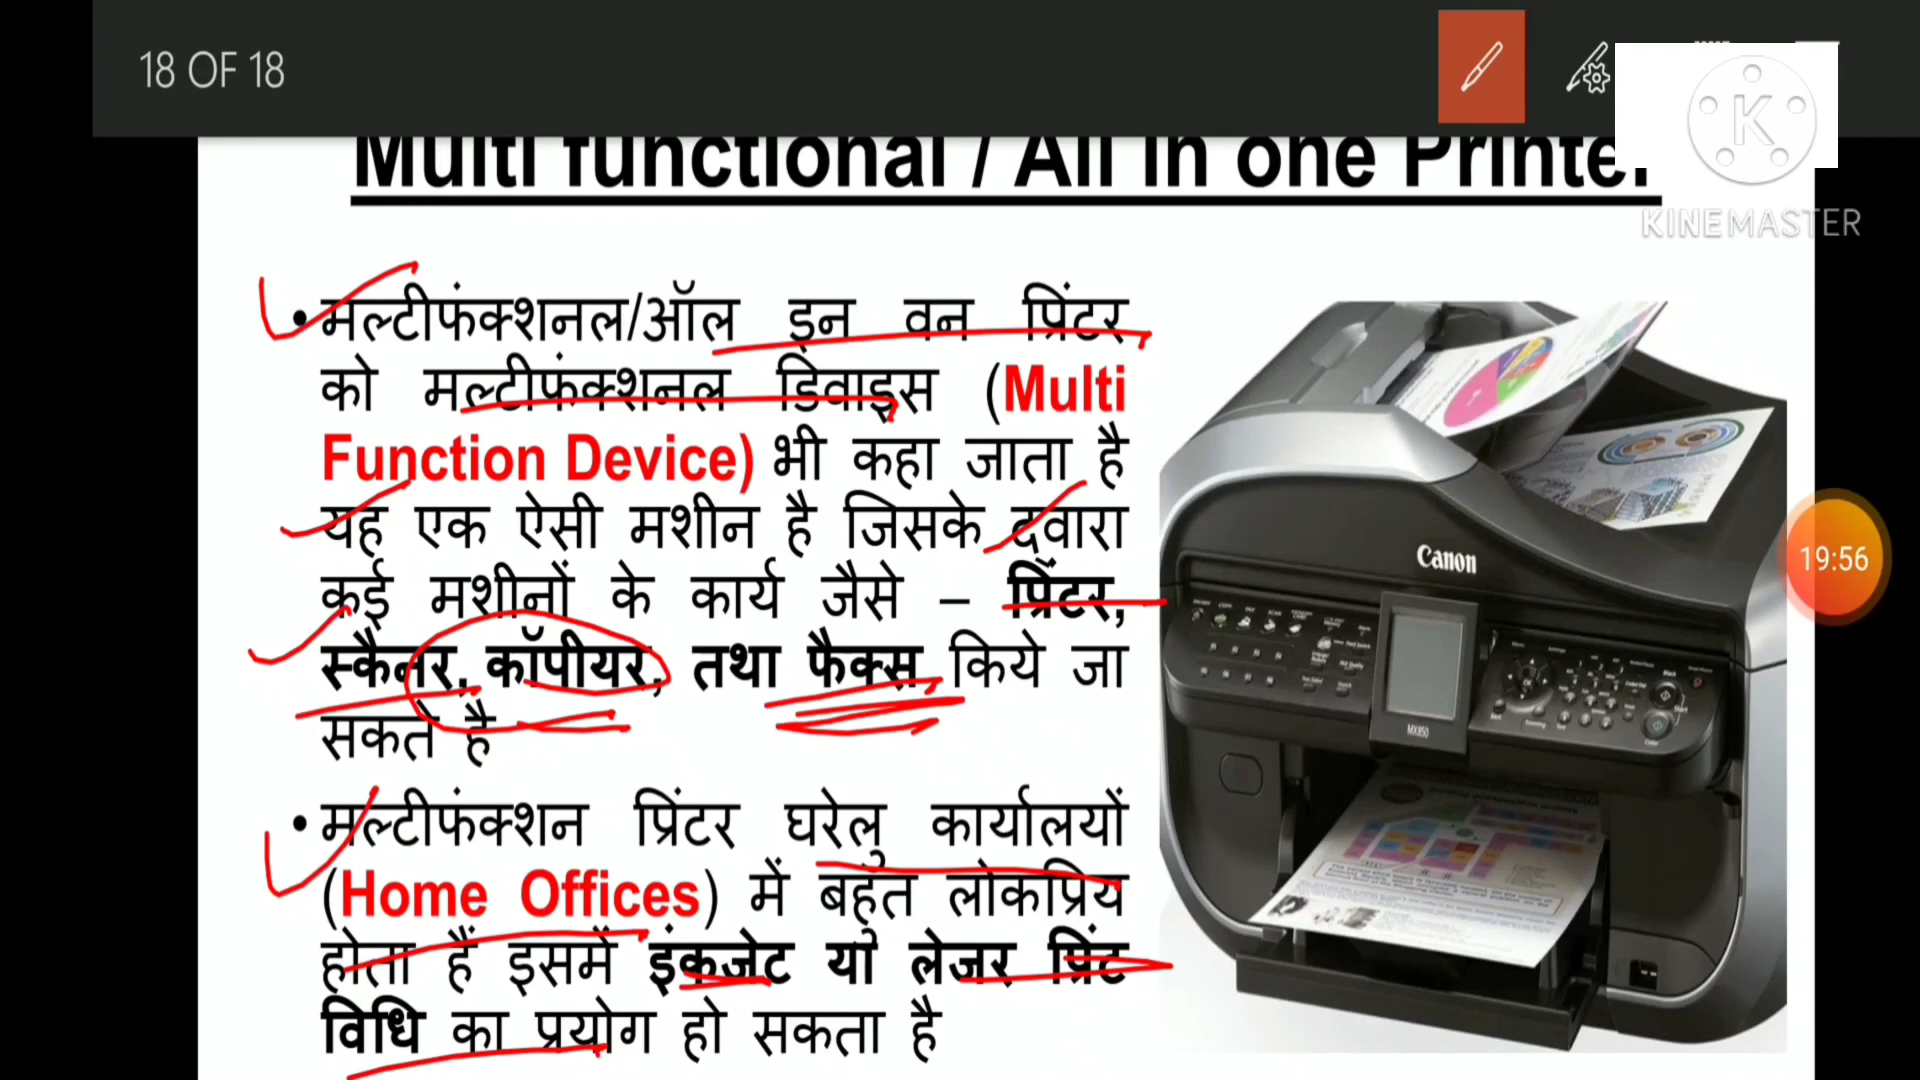 18 OF 18
KINEMASTER
Multi functional / All in one Printer
• मल्टीफंक्शनल/ऑल इन वन प्रिंटर
को मल्टीफंक्शनल डिवाइस (Multi
Function Device) भी कहा जाता है
यह एक ऐसी मशीन है जिसके द्वारा
कई मशीनों के कार्य जैसे – प्रिंटर,
स्कैनर, कॉपीयर, तथा फैक्स, किये जा
सकते है
• मल्टीफंक्शन प्रिंटर घरेलु कार्यालयों
(Home Offices) में बहुत लोकप्रिय
होता हैं इसमें इंकजेट या लेजर प्रिंट
विधि का प्रयोग हो सकता है
Canon
MX850
19:56